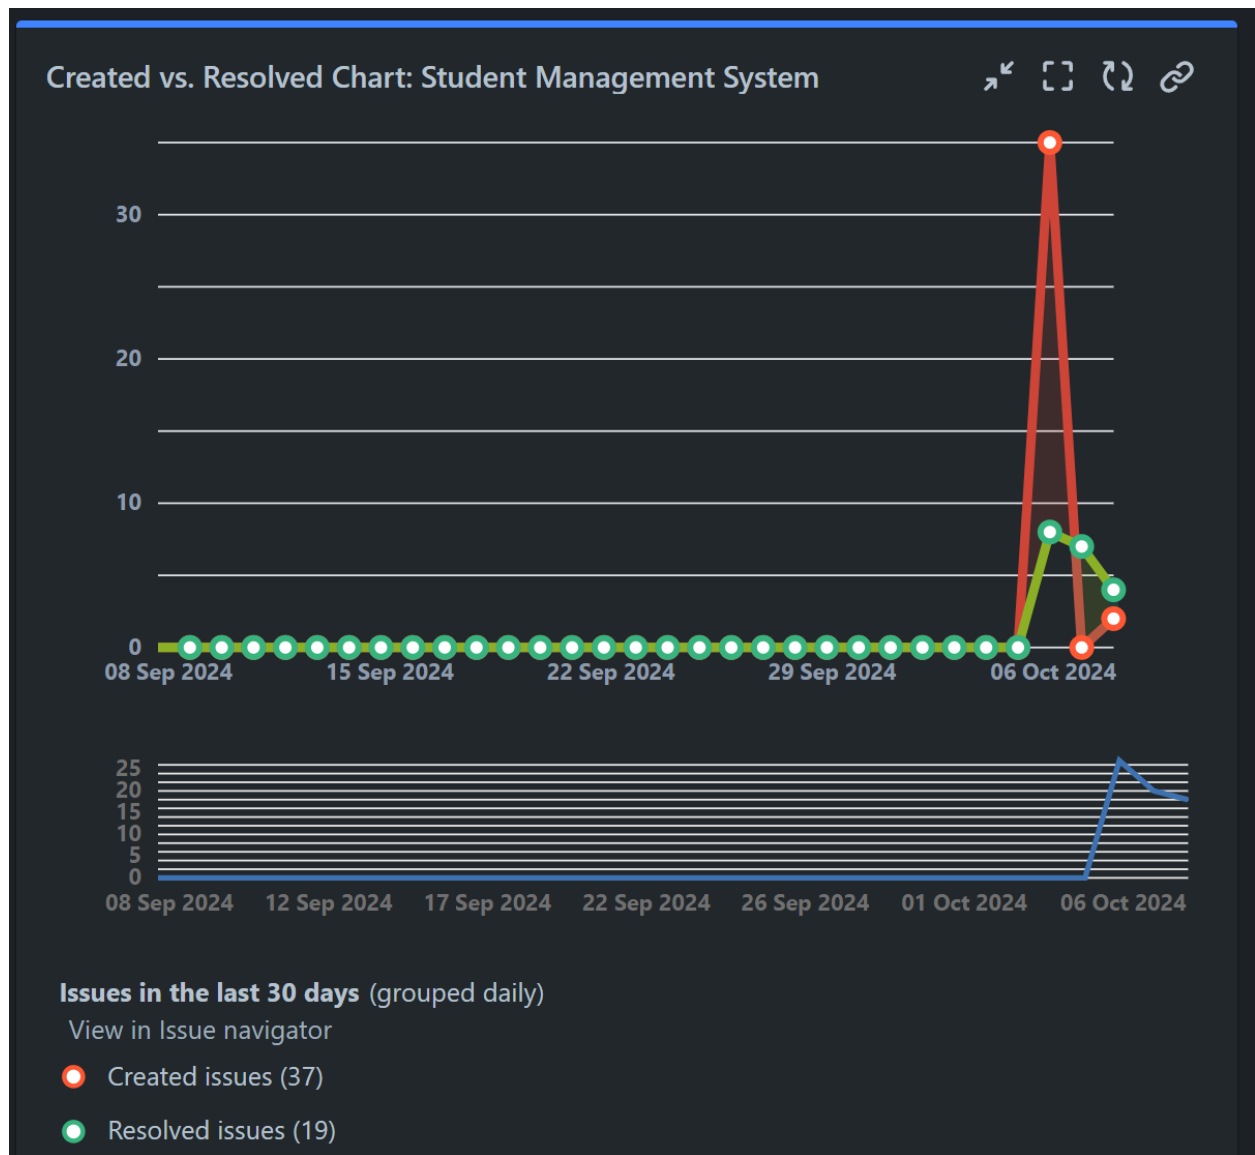 Created vs. Resolved Chart: Student Management System
30
20
10
0
08 Sep 2024 15 Sep 2024 22 Sep 2024 29 Sep 2024 06 Oct 2024
25
20
15
10
5
0
08 Sep 2024 12 Sep 2024 17 Sep 2024 22 Sep 2024 26 Sep 2024 01 Oct 2024 06 Oct 2024
Issues in the last 30 days (grouped daily)
View in Issue navigator
Created issues (37)
Resolved issues (19)